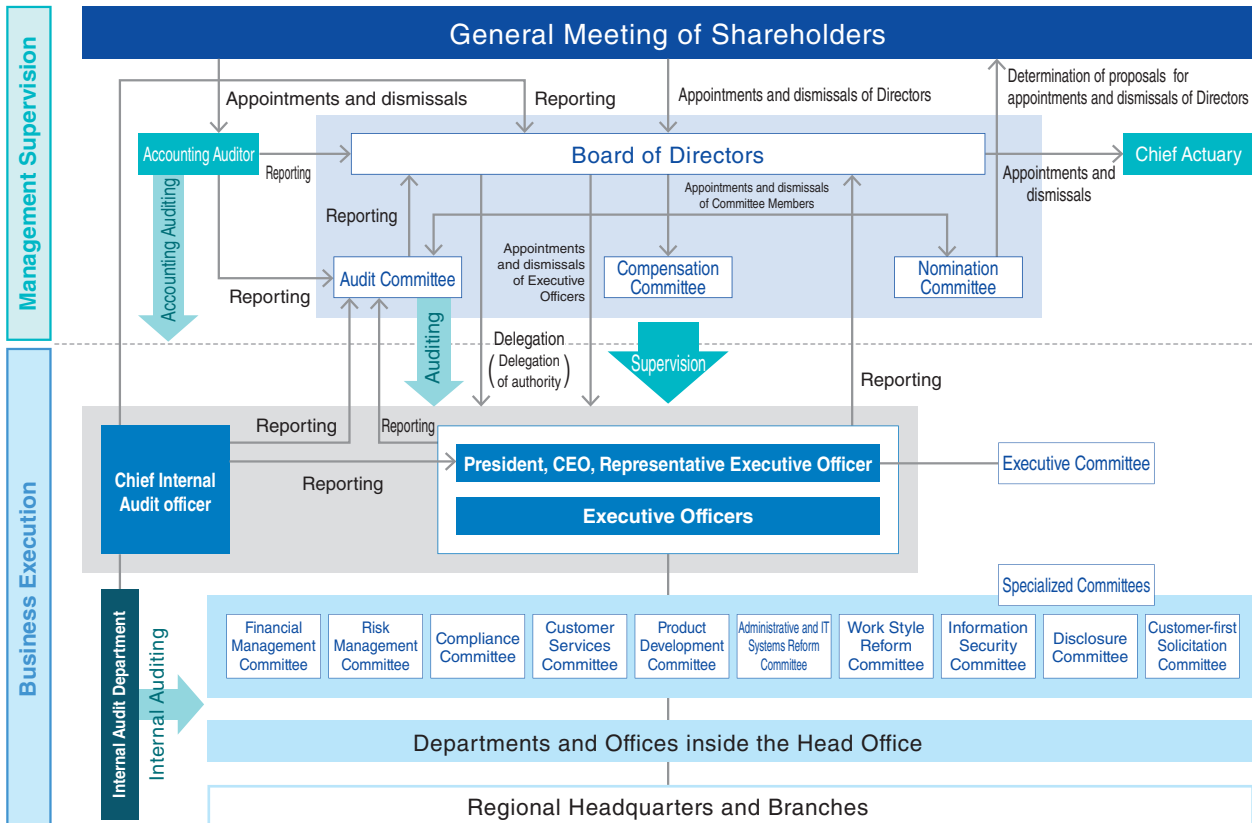 General Meeting of Shareholders
Management Supervision
Appointments and dismissals
Reporting
Appointments and dismissals of Directors
Determination of proposals for
appointments and dismissals of Directors
Accounting Auditor
Reporting
Board of Directors
Chief Actuary
Appointments and
dismissals
Accounting Auditing
Reporting
Appointments and dismissals
of Committee Members
Appointments
and dismissals
of Executive
Officers
Audit Committee
Compensation
Committee
Nomination
Committee
Reporting
Auditing
Delegation
(Delegation
of authority)
Supervision
Reporting
Business Execution
Reporting
Reporting
Chief Internal
Audit officer
Reporting
President, CEO, Representative Executive Officer
Executive Committee
Executive Officers
Specialized Committees
Internal Audit Department
Internal Auditing
Financial
Management
Committee
Risk
Management
Committee
Compliance
Committee
Customer
Services
Committee
Product
Development
Committee
Administrative and IT
Systems Reform
Committee
Work Style
Reform
Committee
Information
Security
Committee
Disclosure
Committee
Customer-first
Solicitation
Committee
Departments and Offices inside the Head Office
Regional Headquarters and Branches